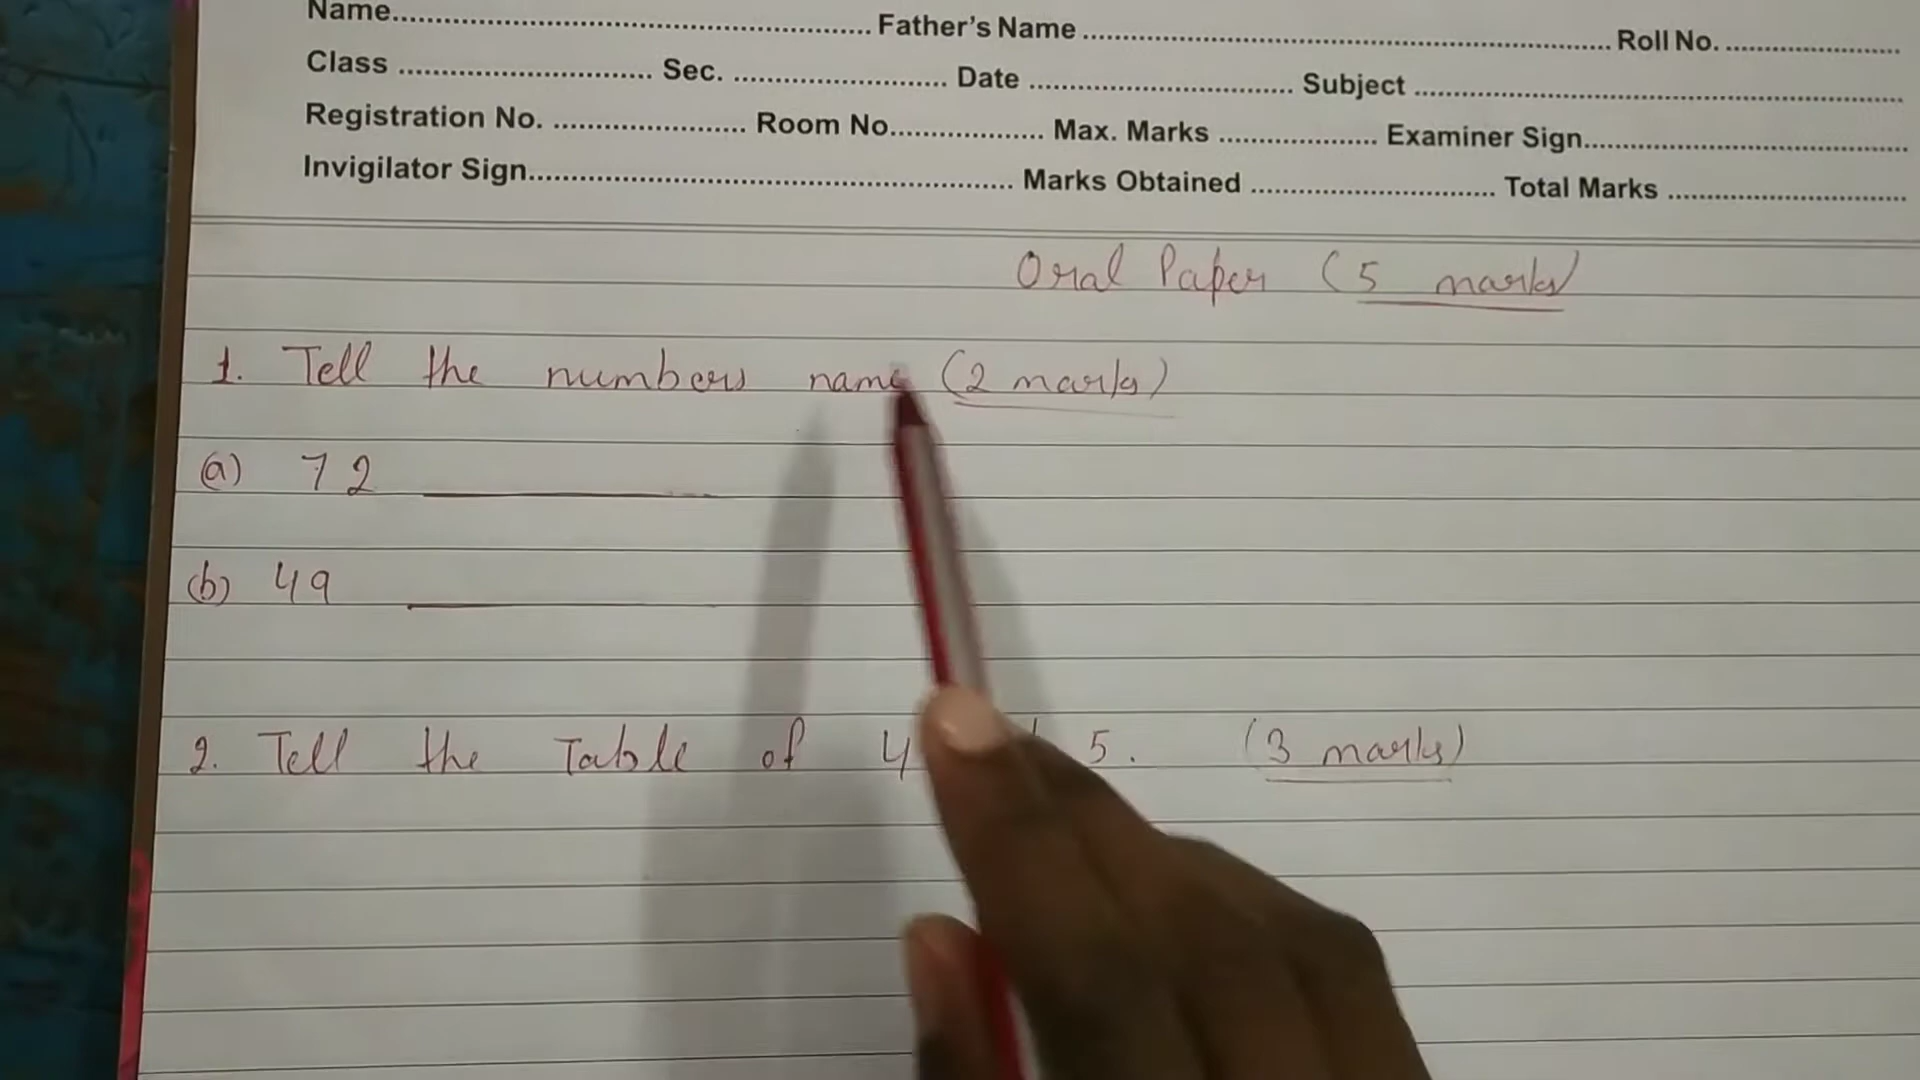 Name.......... Father's Name .......... Roll No. ..........
Class .......... Sec. .......... Date .......... Subject ..........
Registration No. .......... Room No.......... Max. Marks .......... Examiner Sign..........
Invigilator Sign.......... Marks Obtained .......... Total Marks ..........
Oral Paper (5 marks)
1. Tell the numbers name (2 marks)
(a) 72 __________
(b) 49 __________
2. Tell the Table of 4 5. (3 marks)